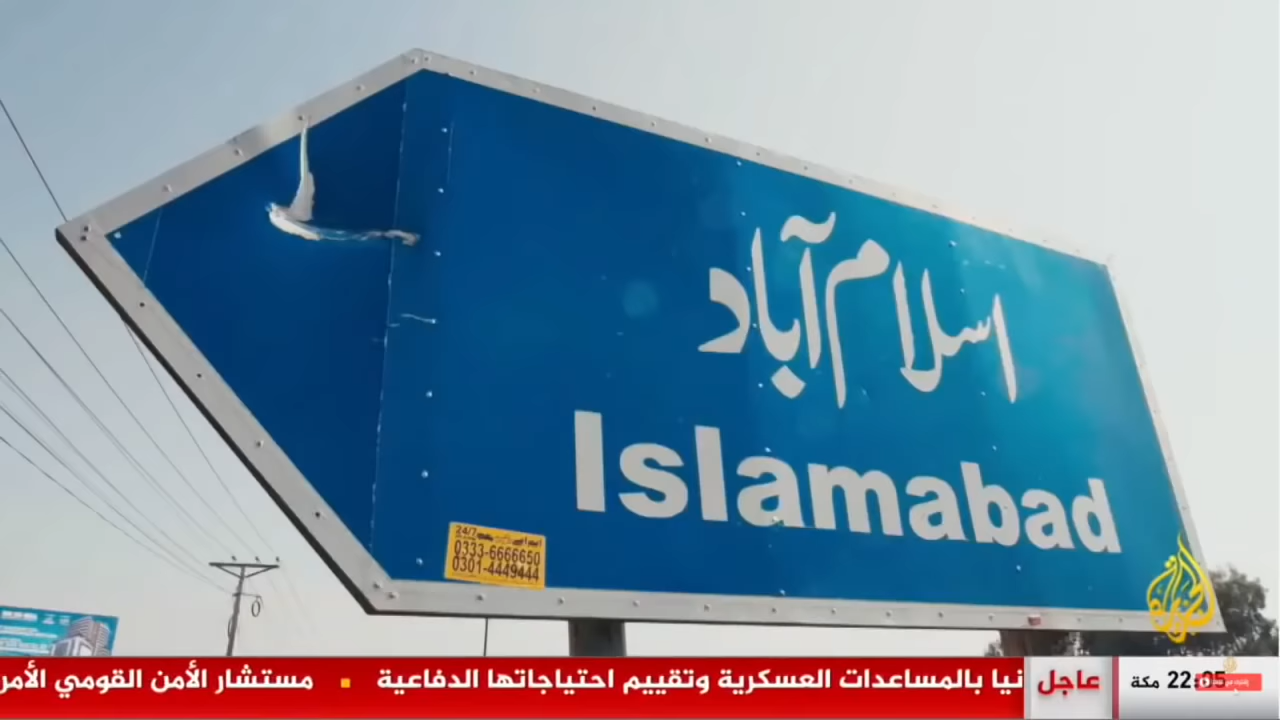 اسلام آباد
Islamabad
24/7
0333-6666650
0301-4449444
عاجل
نيا بالمساعدات العسكرية وتقييم احتياجاتها الدفاعية ▪ مستشار الأمن القومي الأمر
22:05 مكة